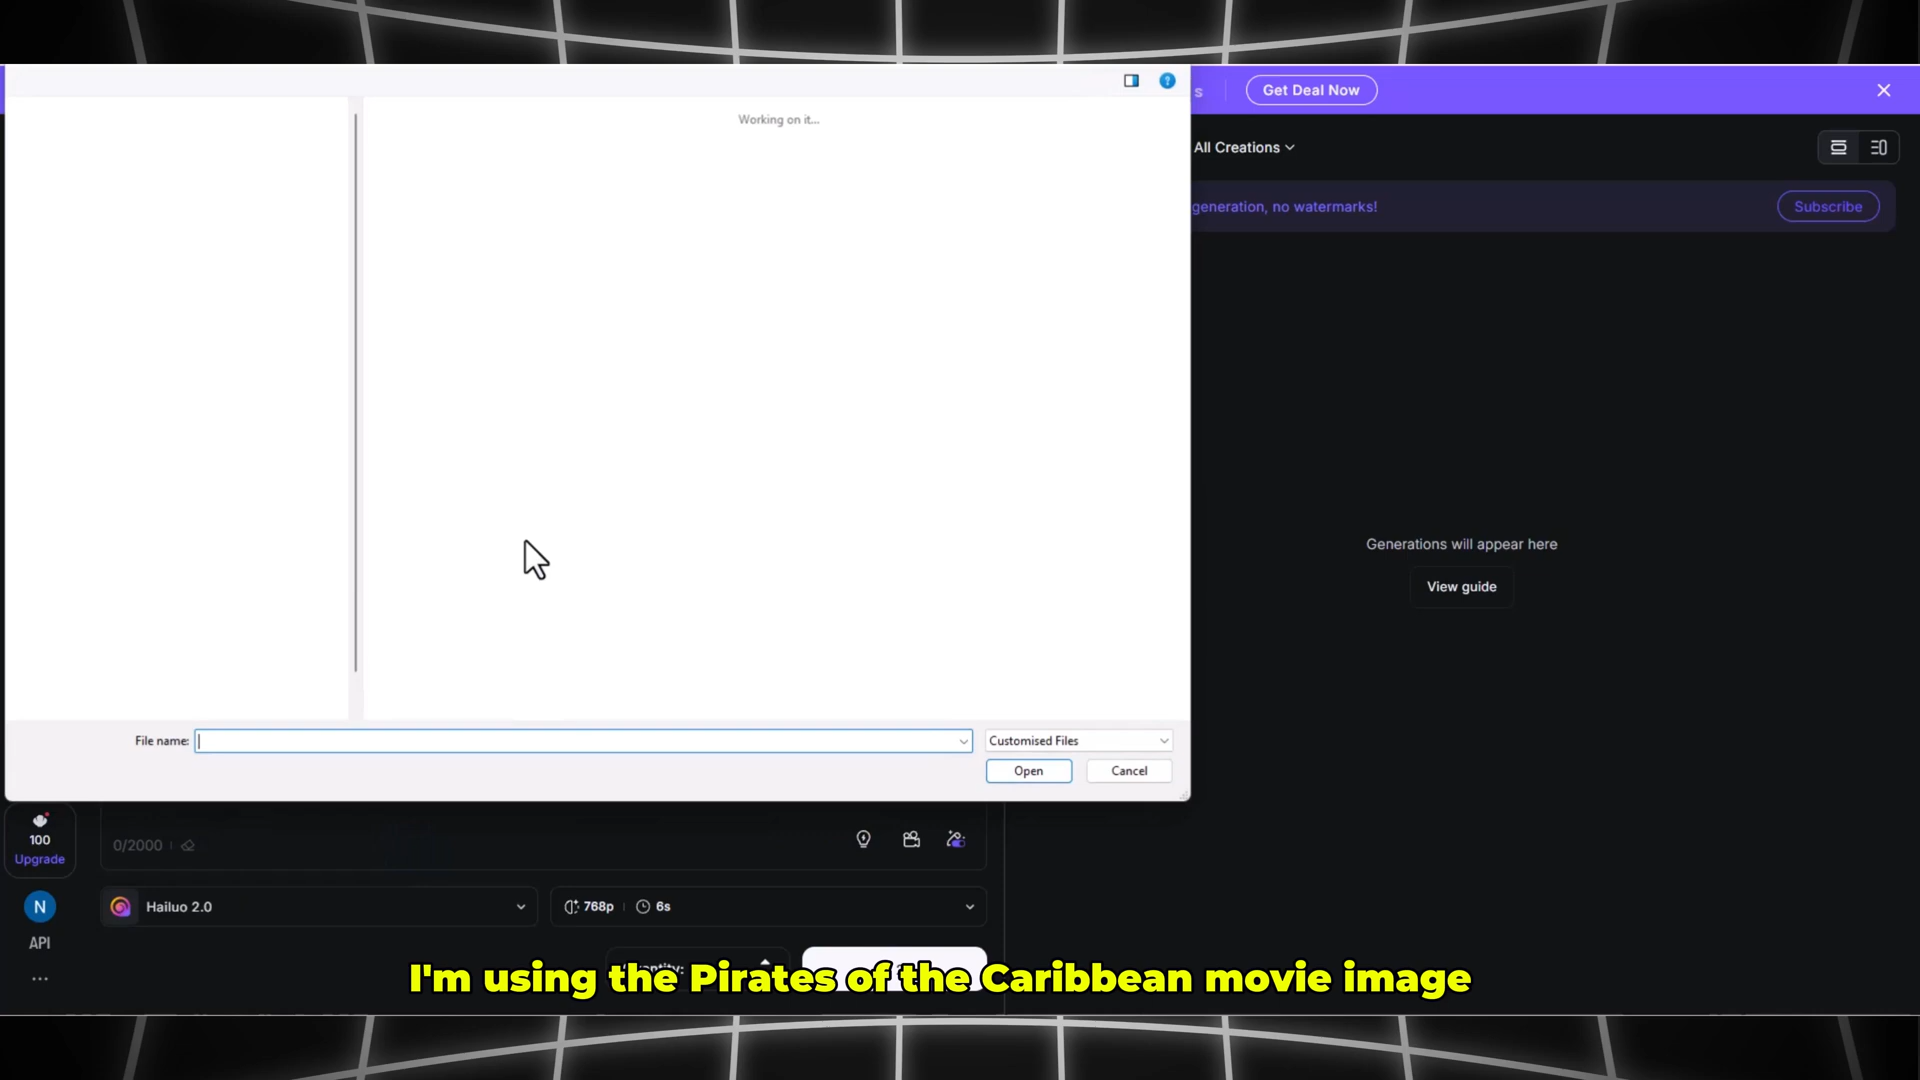 Working on it...
s
Get Deal Now
All Creations
generation, no watermarks!
Subscribe
Generations will appear here
View guide
File name:
Customised Files
Open
Cancel
100
Upgrade
0/2000
N
Hailuo 2.0
768p
6s
API
I'm using the Pirates of the Caribbean movie image